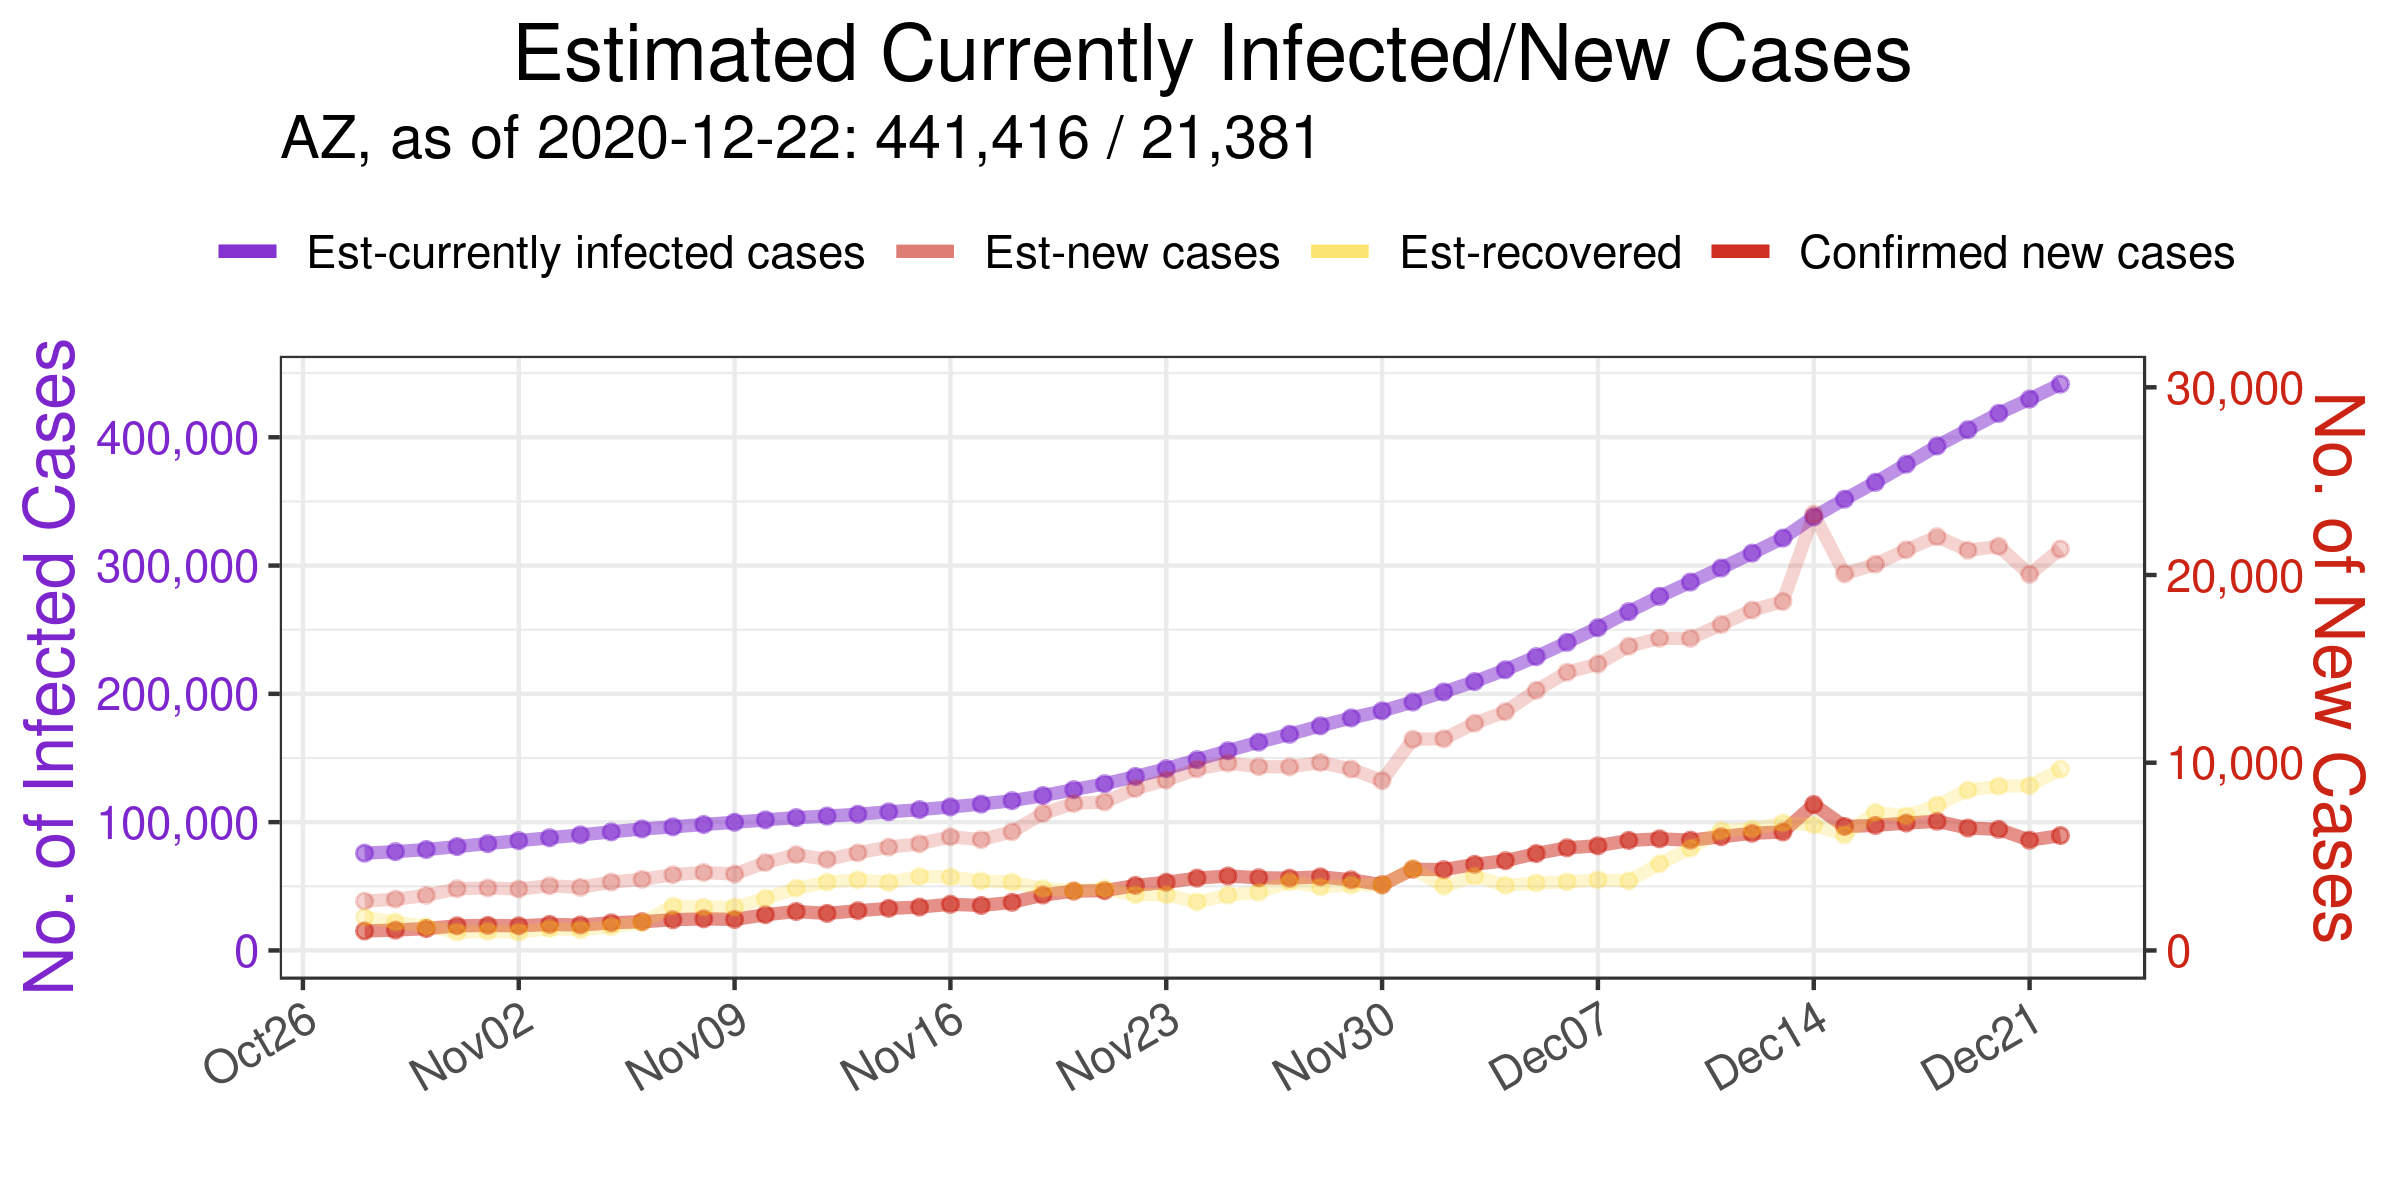 Estimated Currently Infected/New Cases
AZ, as of 2020-12-22: 441,416 / 21,381
Est-currently infected cases Est-new cases Est-recovered Confirmed new cases
No. of Infected Cases
400,000
300,000
200,000
100,000
0
30,000
20,000
10,000
0
No. of New Cases
Oct26 Nov02 Nov09 Nov16 Nov23 Nov30 Dec07 Dec14 Dec21